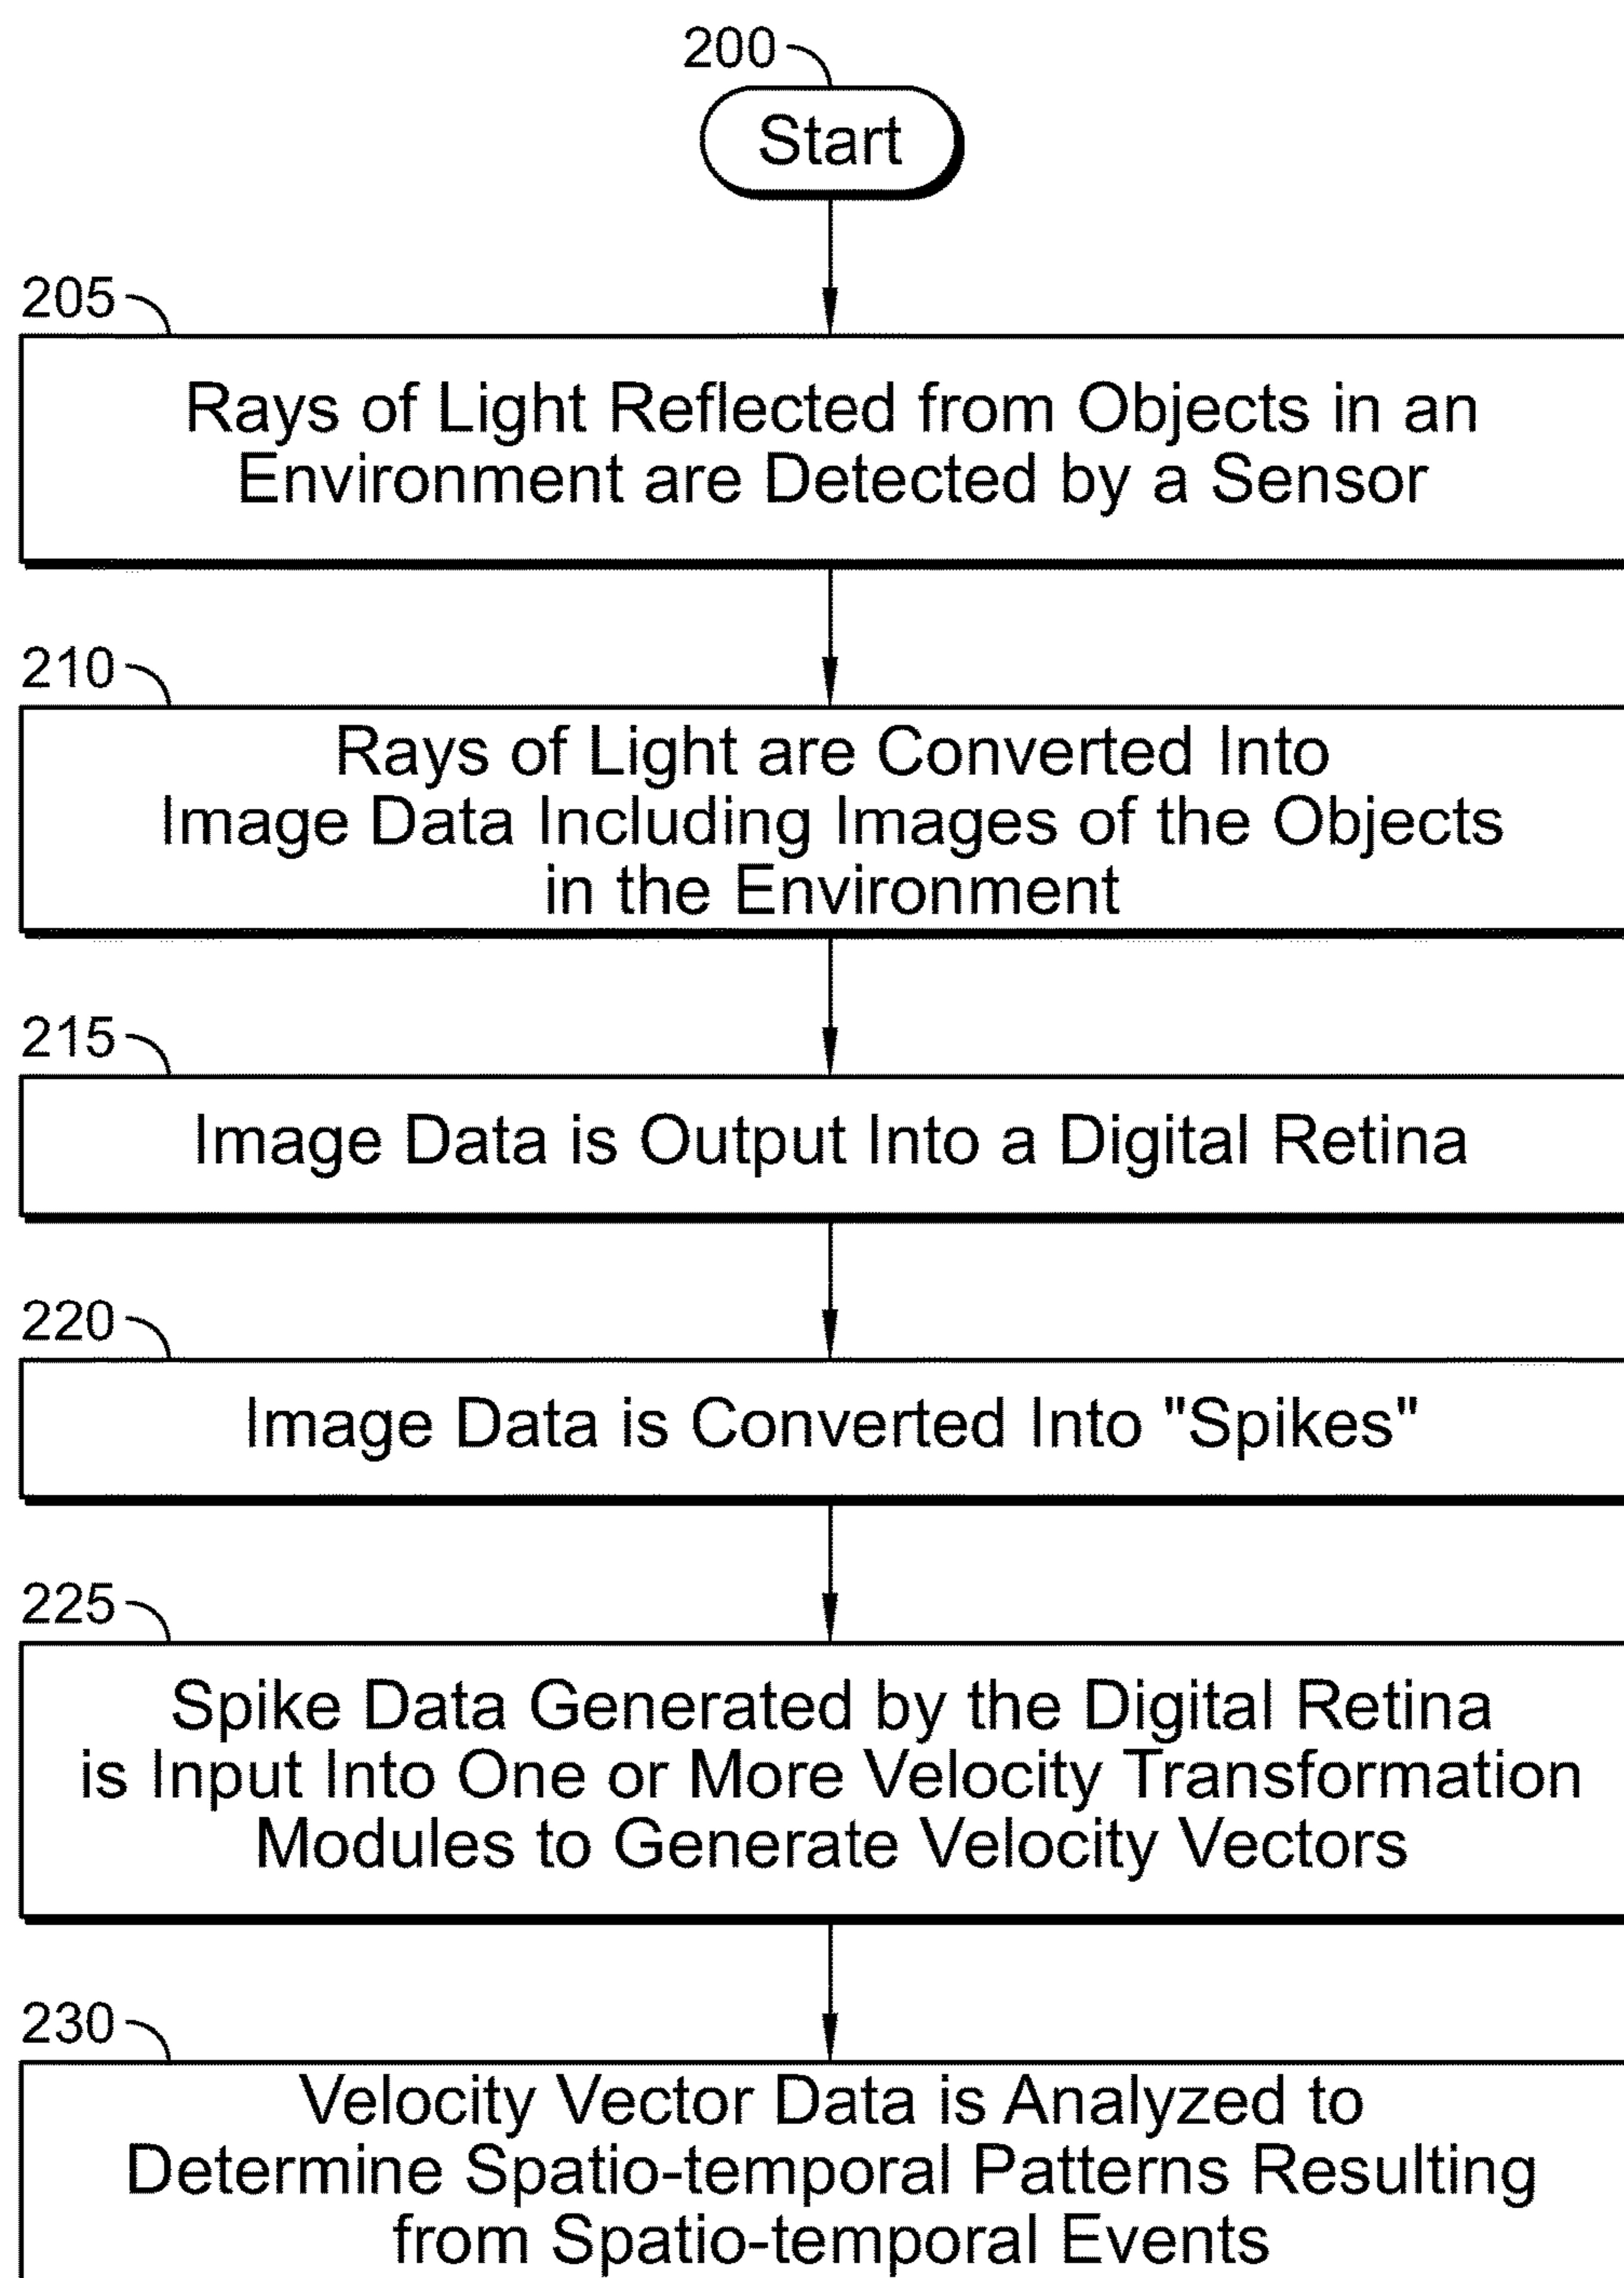 200
Start
205
Rays of Light Reflected from Objects in an
Environment are Detected by a Sensor
210
Rays of Light are Converted Into
Image Data Including Images of the Objects
in the Environment
215
Image Data is Output Into a Digital Retina
220
Image Data is Converted Into "Spikes"
225
Spike Data Generated by the Digital Retina
is Input Into One or More Velocity Transformation
Modules to Generate Velocity Vectors
230
Velocity Vector Data is Analyzed to
Determine Spatio-temporal Patterns Resulting
from Spatio-temporal Events